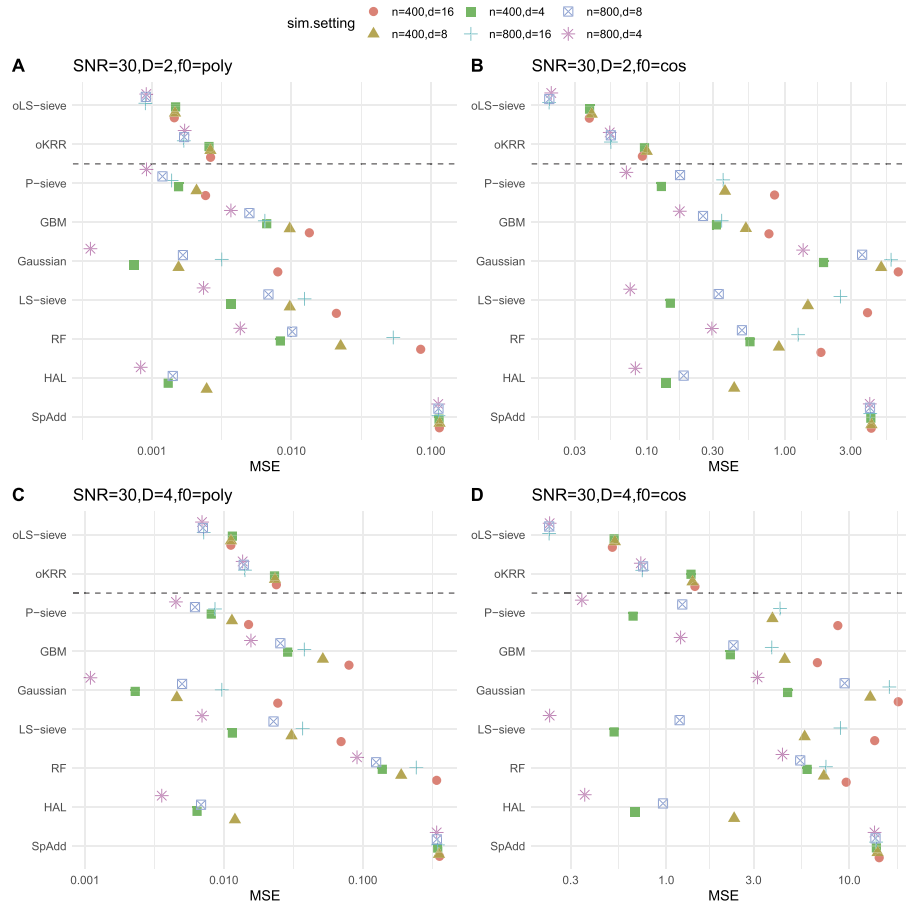 sim.setting
n=400,d=16 n=400,d=4 n=800,d=8
n=400,d=8 n=800,d=16 n=800,d=4
A SNR=30,D=2,f0=poly
oLS−sieve
oKRR
P−sieve
GBM
Gaussian
LS−sieve
RF
HAL
SpAdd
0.001 0.010 0.100
MSE
B SNR=30,D=2,f0=cos
oLS−sieve
oKRR
P−sieve
GBM
Gaussian
LS−sieve
RF
HAL
SpAdd
0.03 0.10 0.30 1.00 3.00
MSE
C SNR=30,D=4,f0=poly
oLS−sieve
oKRR
P−sieve
GBM
Gaussian
LS−sieve
RF
HAL
SpAdd
0.001 0.010 0.100
MSE
D SNR=30,D=4,f0=cos
oLS−sieve
oKRR
P−sieve
GBM
Gaussian
LS−sieve
RF
HAL
SpAdd
0.3 1.0 3.0 10.0
MSE